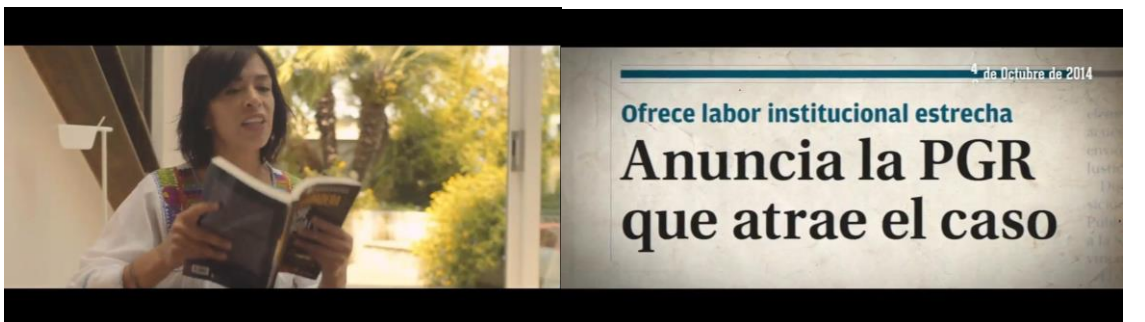 4 de Octubre de 2014
Ofrece labor institucional estrecha
Anuncia la PGR
que atrae el caso